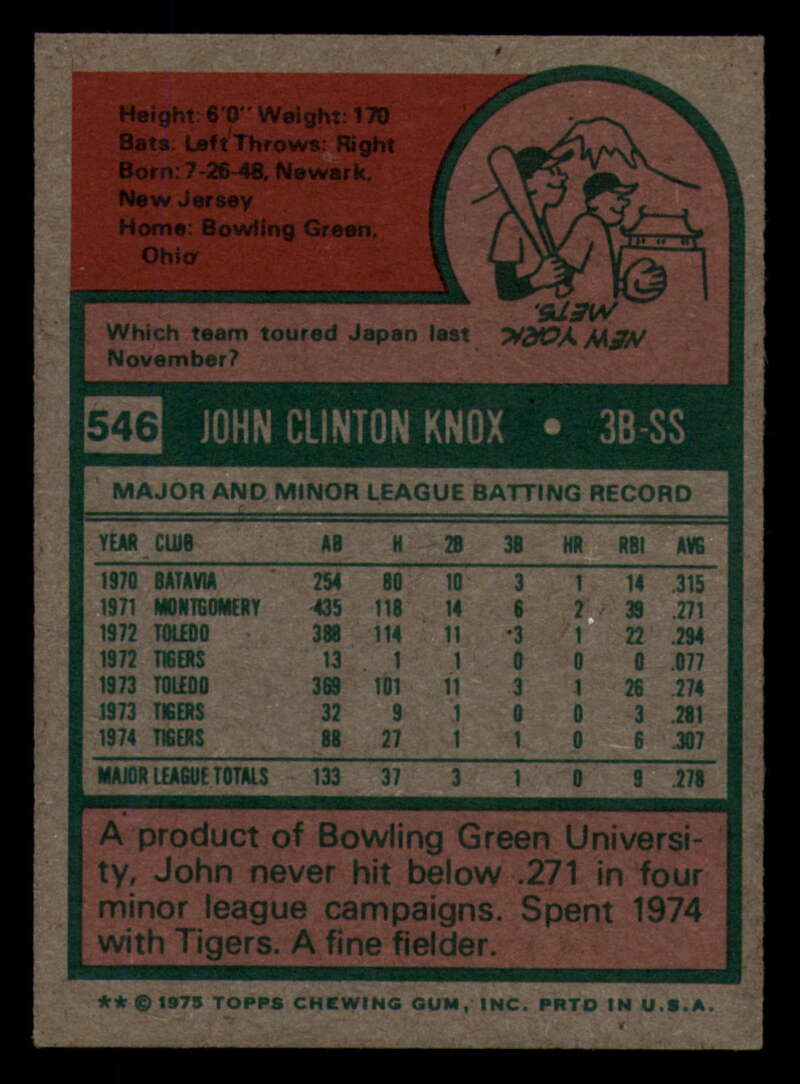 Height: 6'0" Weight: 170
Bats: Left Throws: Right
Born: 7-26-48, Newark,
New Jersey
Home: Bowling Green,
Ohio
Which team toured Japan last
November?
NEW YORK
METS.
546 JOHN CLINTON KNOX • 3B-SS
MAJOR AND MINOR LEAGUE BATTING RECORD
YEAR CLUB AB H 2B 3B HR RBI AVG
1970 BATAVIA 254 80 10 3 1 14 .315
1971 MONTGOMERY 435 118 14 6 2 39 .271
1972 TOLEDO 388 114 11 3 1 22 .294
1972 TIGERS 13 1 1 0 0 0 .077
1973 TOLEDO 369 101 11 3 1 26 .274
1973 TIGERS 32 9 1 0 0 3 .281
1974 TIGERS 88 27 1 1 0 6 .307
MAJOR LEAGUE TOTALS 133 37 3 1 0 9 .278
A product of Bowling Green Universi-
ty, John never hit below .271 in four
minor league campaigns. Spent 1974
with Tigers. A fine fielder.
** © 1975 TOPPS CHEWING GUM, INC. PRTD IN U.S.A.